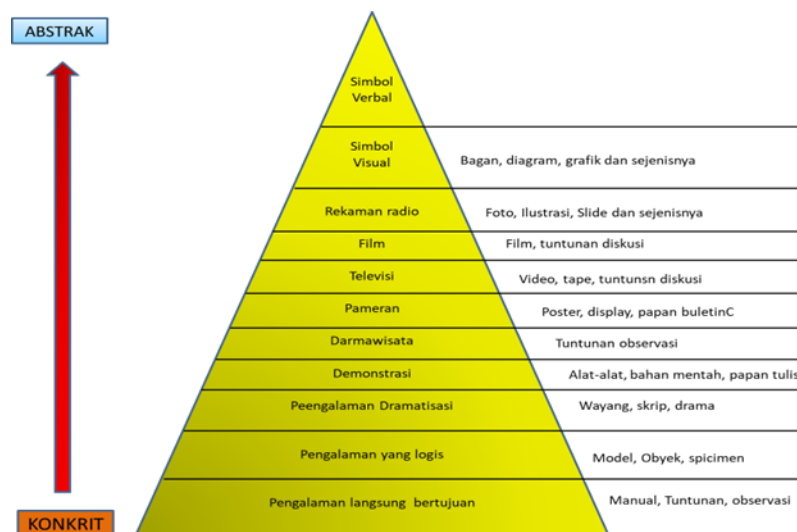 ABSTRAK
Simbol
Verbal
Simbol
Visual
Bagan, diagram, grafik dan sejenisnya
Rekaman radio
Foto, Ilustrasi, Slide dan sejenisnya
Film
Film, tuntunan diskusi
Televisi
Video, tape, tuntunsn diskusi
Pameran
Poster, display, papan buletinC
Darmawisata
Tuntunan observasi
Demonstrasi
Alat-alat, bahan mentah, papan tulis
Peengalaman Dramatisasi
Wayang, skrip, drama
Pengalaman yang logis
Model, Obyek, spicimen
Pengalaman langsung bertujuan
Manual, Tuntunan, observasi
KONKRIT